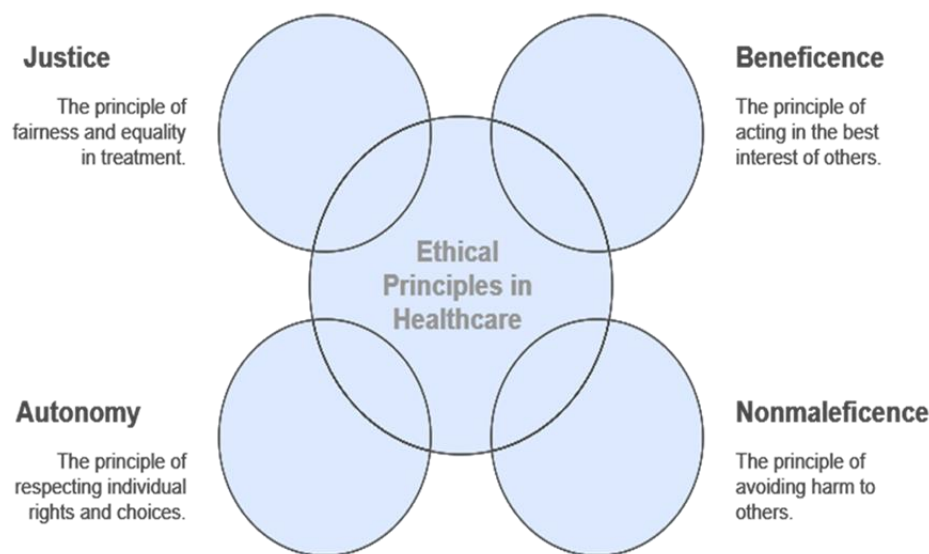 Justice
The principle of
fairness and equality
in treatment.
Beneficence
The principle of
acting in the best
interest of others.
Ethical
Principles in
Healthcare
Autonomy
The principle of
respecting individual
rights and choices.
Nonmaleficence
The principle of
avoiding harm to
others.